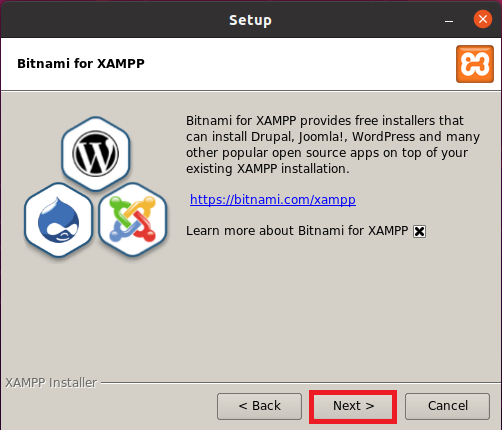 Setup
Bitnami for XAMPP
Bitnami for XAMPP provides free installers that
can install Drupal, Joomla!, WordPress and many
other popular open source apps on top of your
existing XAMPP installation.
https://bitnami.com/xampp
Learn more about Bitnami for XAMPP
XAMPP Installer
< Back
Next >
Cancel